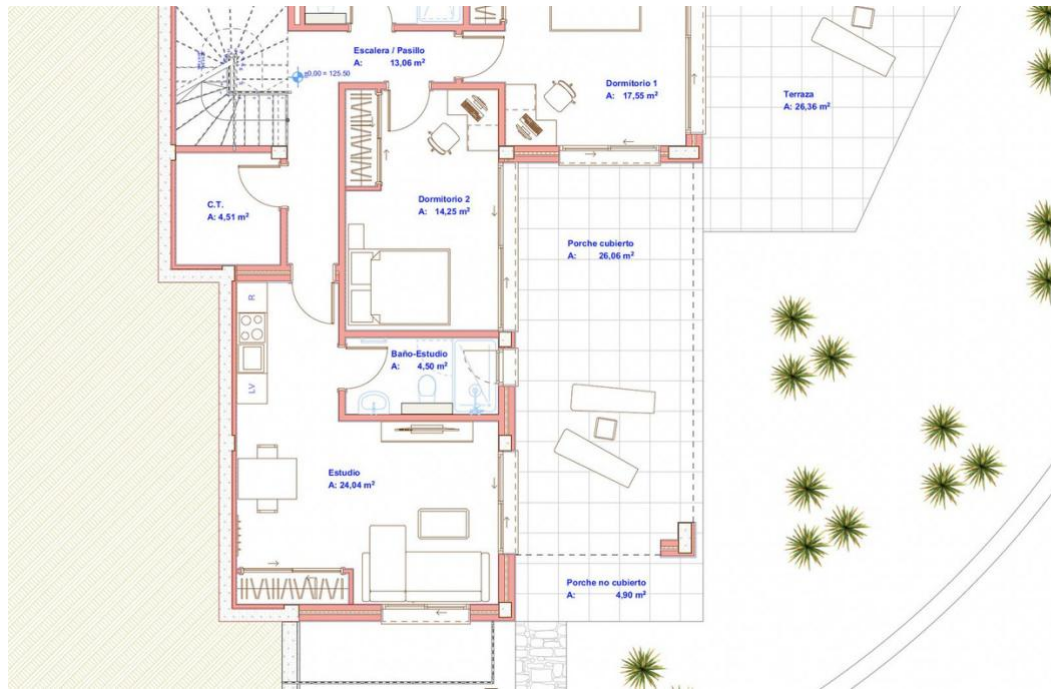 Escalera / Pasillo
A: 13,06 m²
±0,00 = 125.50
Dormitorio 1
A: 17,55 m²
Terraza
A: 26,36 m²
Dormitorio 2
A: 14,25 m²
C.T.
A: 4,51 m²
Porche cubierto
A: 26,06 m²
R
Baño-Estudio
A: 4,50 m²
LV
Estudio
A: 24,04 m²
Porche no cubierto
A: 4,90 m²